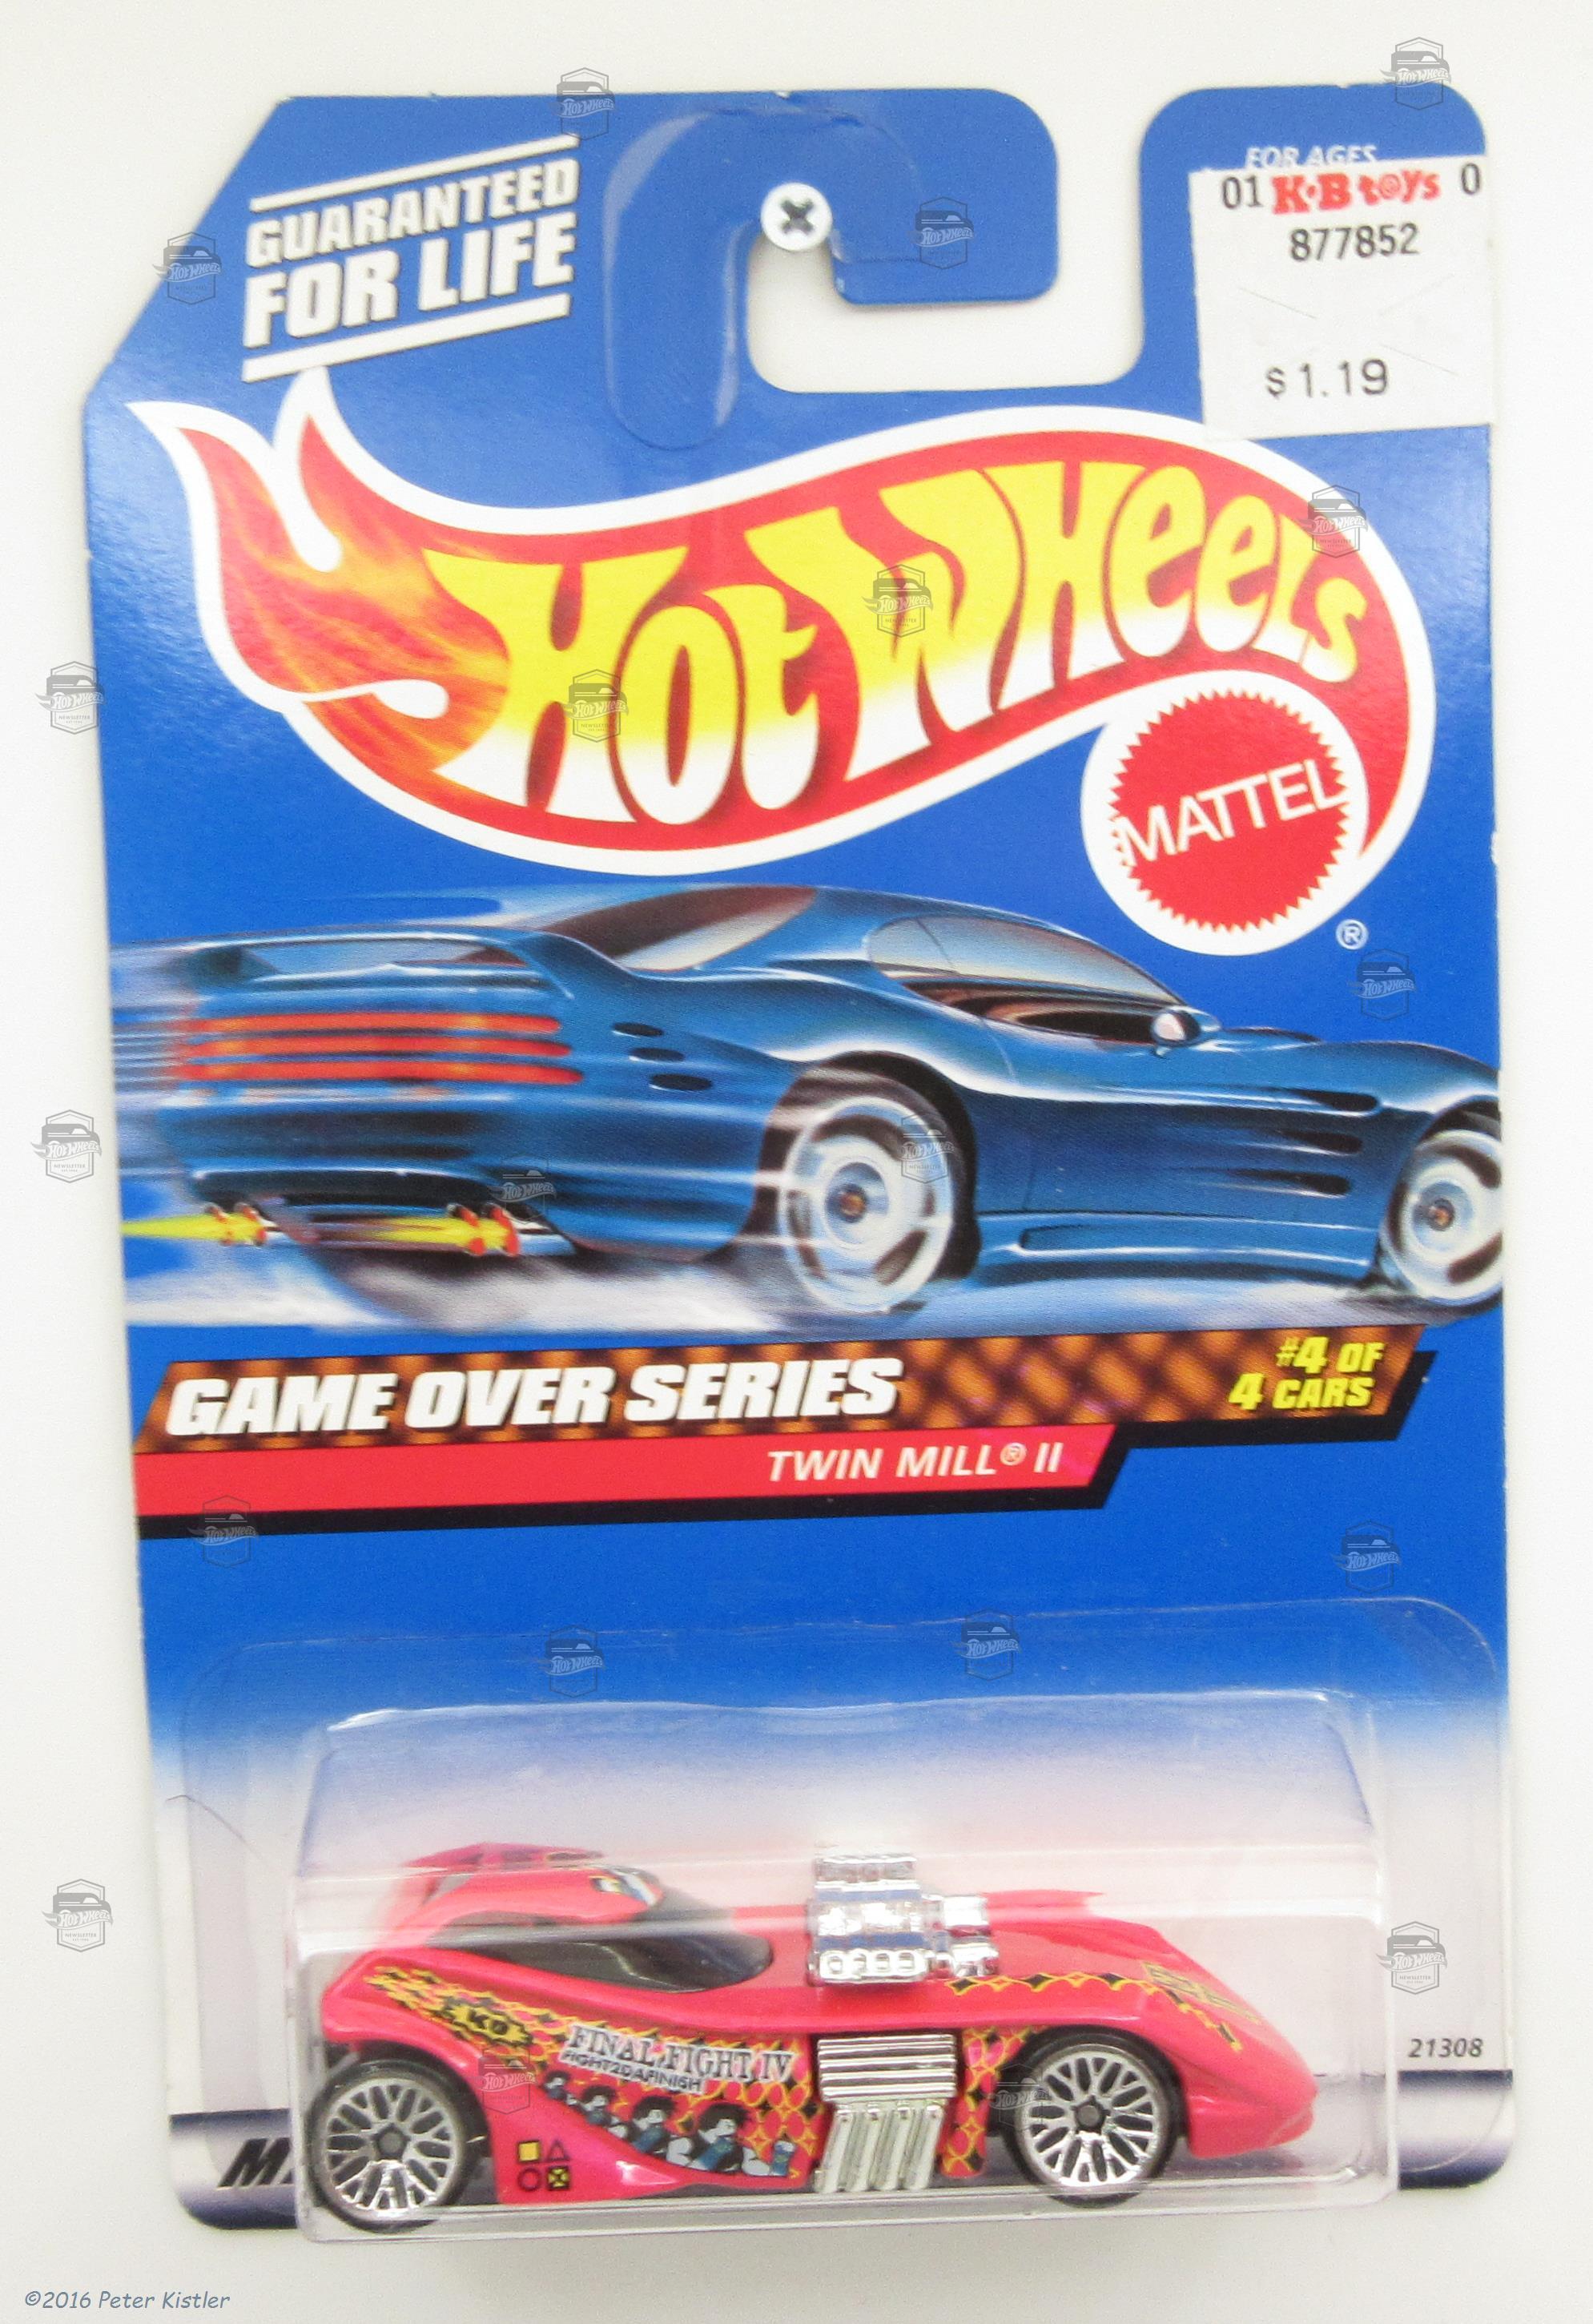 GUARANTEED
FOR LIFE
FOR AGES
01 K·B toys 0
877852
$1.19
Hot Wheels
MATTEL
®
GAME OVER SERIES
#4 OF
4 CARS
TWIN MILL® II
KO
FINAL FIGHT IV
FIGHT2DAFINISH
21308
©2016 Peter Kistler